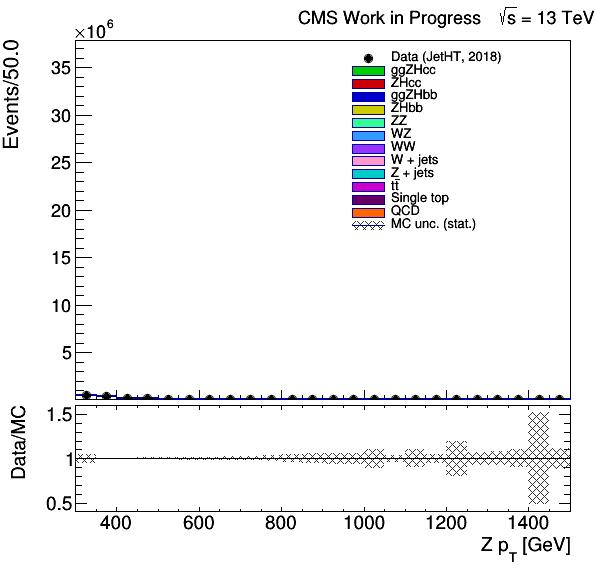 CMS Work in Progress √s = 13 TeV
×10⁶
Events/50.0
35
30
25
20
15
10
5
Data (JetHT, 2018)
ggZHcc
ZHcc
ggZHbb
ZHbb
ZZ
WZ
WW
W + jets
Z + jets
tt̄
Single top
QCD
MC unc. (stat.)
Data/MC
1.5
1
0.5
400 600 800 1000 1200 1400
Z p_T [GeV]